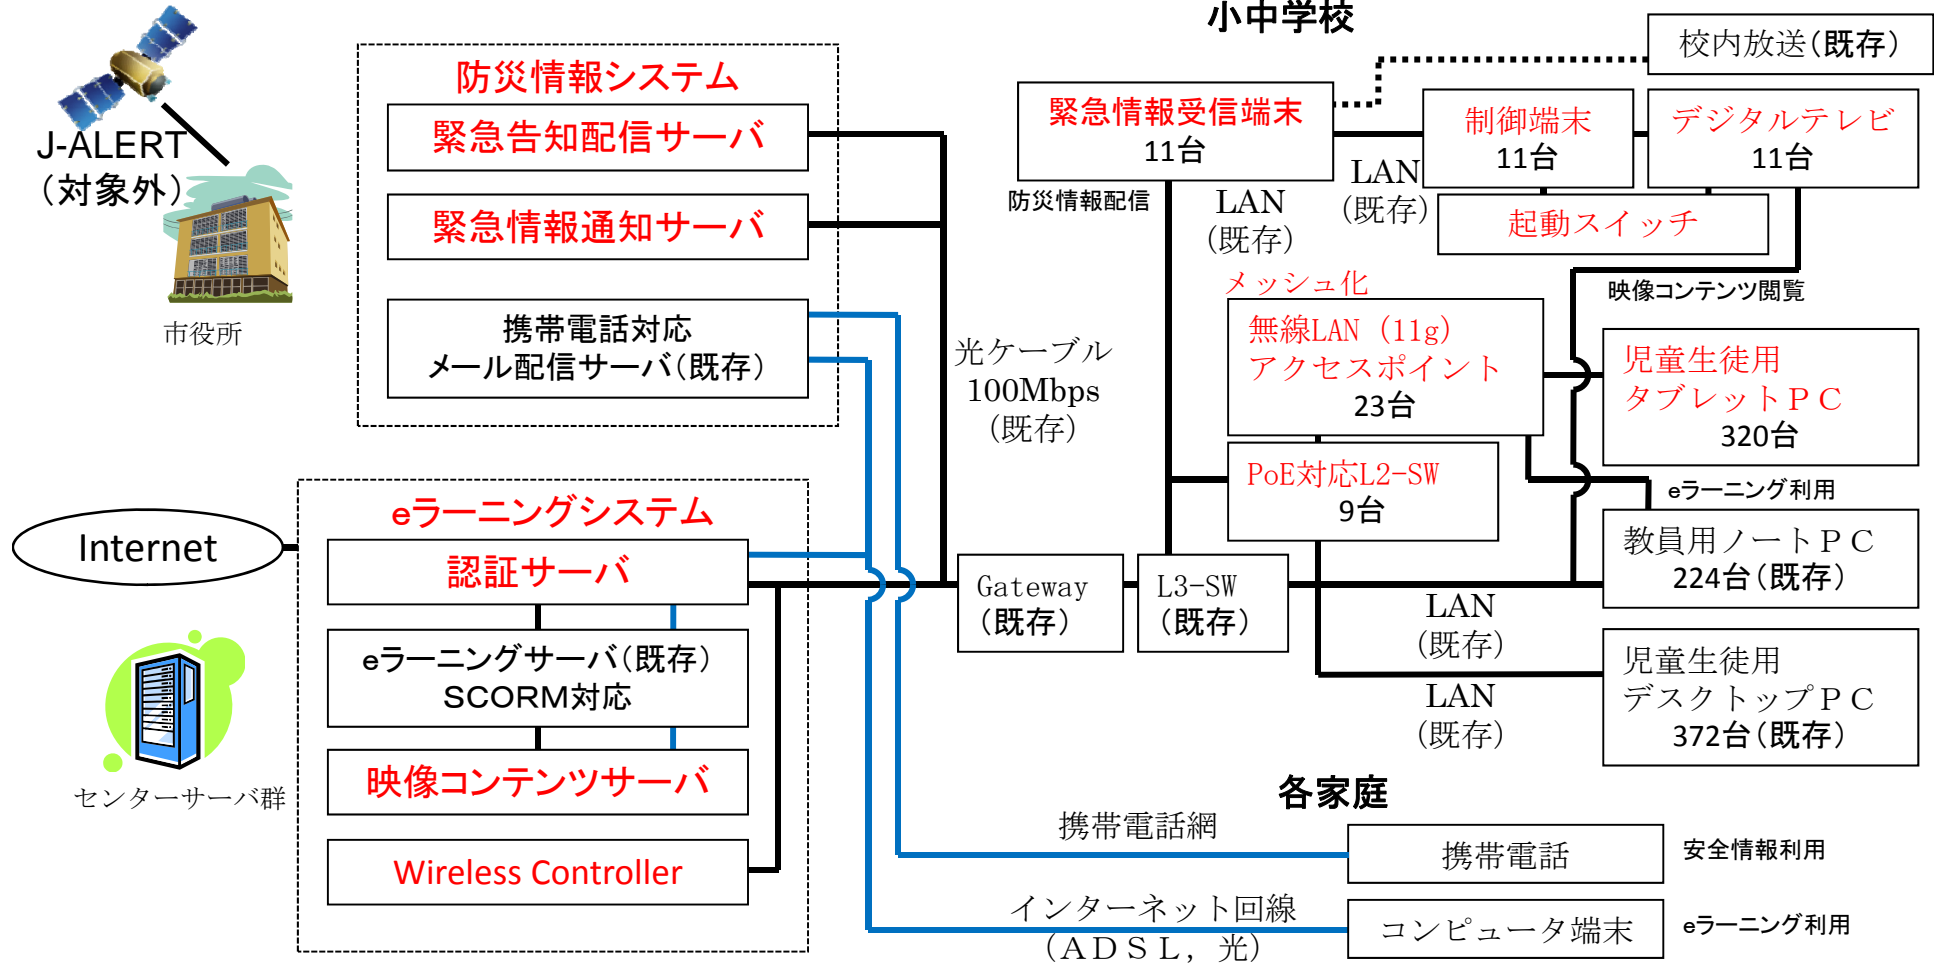 小中学校
校内放送(既存)
J-ALERT
(対象外)
市役所
防災情報システム
緊急告知配信サーバ
緊急情報通知サーバ
携帯電話対応
メール配信サーバ(既存)
光ケーブル
100Mbps
(既存)
緊急情報受信端末
11台
防災情報配信
LAN
(既存)
LAN
(既存)
制御端末
11台
デジタルテレビ
11台
起動スイッチ
映像コンテンツ閲覧
メッシュ化
無線LAN (11g)
アクセスポイント
23台
児童生徒用
タブレットPC
320台
PoE対応L2-SW
9台
eラーニング利用
Internet
eラーニングシステム
認証サーバ
eラーニングサーバ(既存)
SCORM対応
映像コンテンツサーバ
Wireless Controller
センターサーバ群
Gateway
(既存)
L3-SW
(既存)
LAN
(既存)
LAN
(既存)
教員用ノートPC
224台(既存)
児童生徒用
デスクトップPC
372台(既存)
各家庭
携帯電話網
携帯電話
安全情報利用
インターネット回線
(ADSL, 光)
コンピュータ端末
eラーニング利用